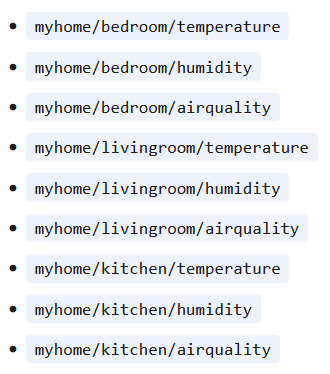 myhome/bedroom/temperature
myhome/bedroom/humidity
myhome/bedroom/airquality
myhome/livingroom/temperature
myhome/livingroom/humidity
myhome/livingroom/airquality
myhome/kitchen/temperature
myhome/kitchen/humidity
myhome/kitchen/airquality